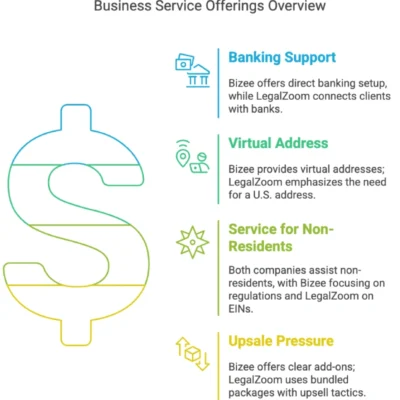 Business Service Offerings Overview
Banking Support
Bizee offers direct banking setup,
while LegalZoom connects clients
with banks.
Virtual Address
Bizee provides virtual addresses;
LegalZoom emphasizes the need
for a U.S. address.
Service for Non-
Residents
Both companies assist non-
residents, with Bizee focusing on
regulations and LegalZoom on
EINs.
Upsale Pressure
Bizee offers clear add-ons;
LegalZoom uses bundled
packages with upsell tactics.